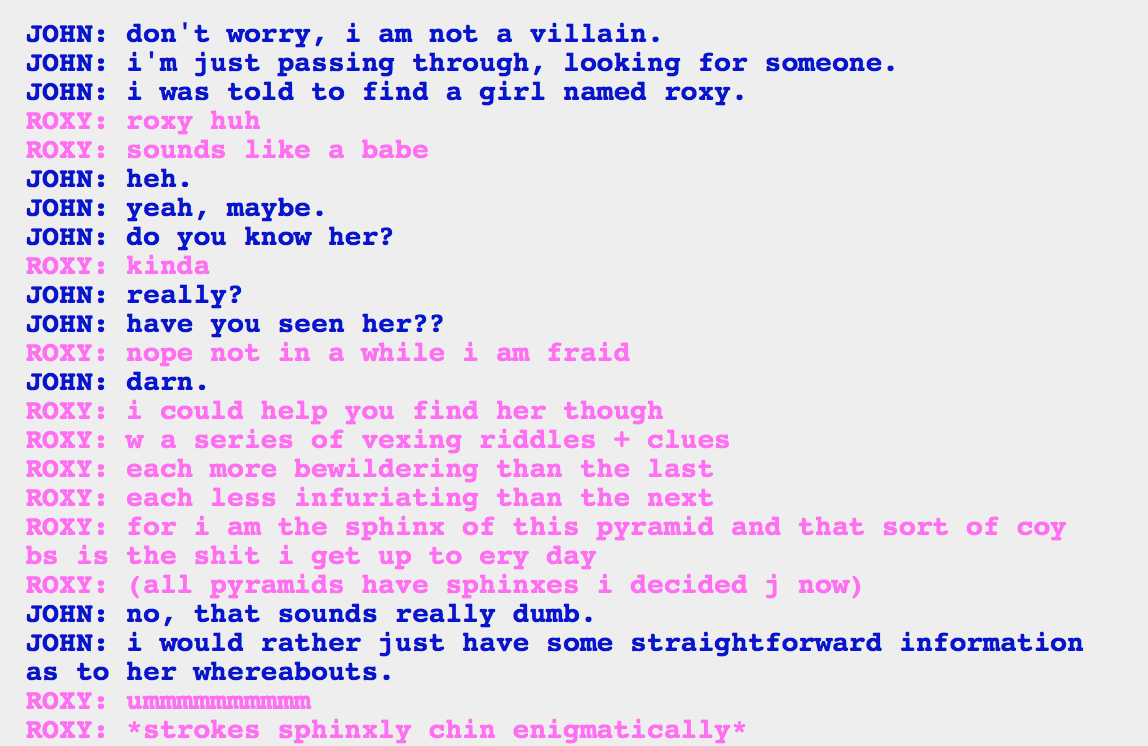 JOHN: don't worry, i am not a villain.
JOHN: i'm just passing through, looking for someone.
JOHN: i was told to find a girl named roxy.
ROXY: roxy huh
ROXY: sounds like a babe
JOHN: heh.
JOHN: yeah, maybe.
JOHN: do you know her?
ROXY: kinda
JOHN: really?
JOHN: have you seen her??
ROXY: nope not in a while i am fraid
JOHN: darn.
ROXY: i could help you find her though
ROXY: w a series of vexing riddles + clues
ROXY: each more bewildering than the last
ROXY: each less infuriating than the next
ROXY: for i am the sphinx of this pyramid and that sort of coy
bs is the shit i get up to ery day
ROXY: (all pyramids have sphinxes i decided j now)
JOHN: no, that sounds really dumb.
JOHN: i would rather just have some straightforward information
as to her whereabouts.
ROXY: ummmmmmmmmm
ROXY: *strokes sphinxly chin enigmatically*